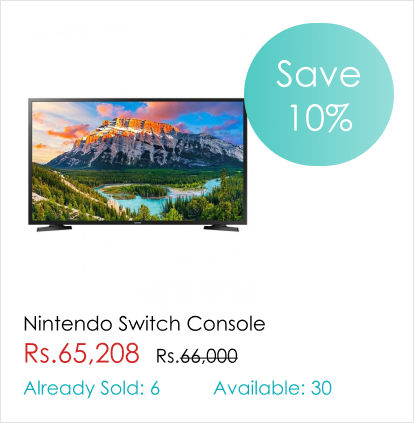 Save
10%
Nintendo Switch Console
Rs.65,208 Rs.66,000
Already Sold: 6 Available: 30